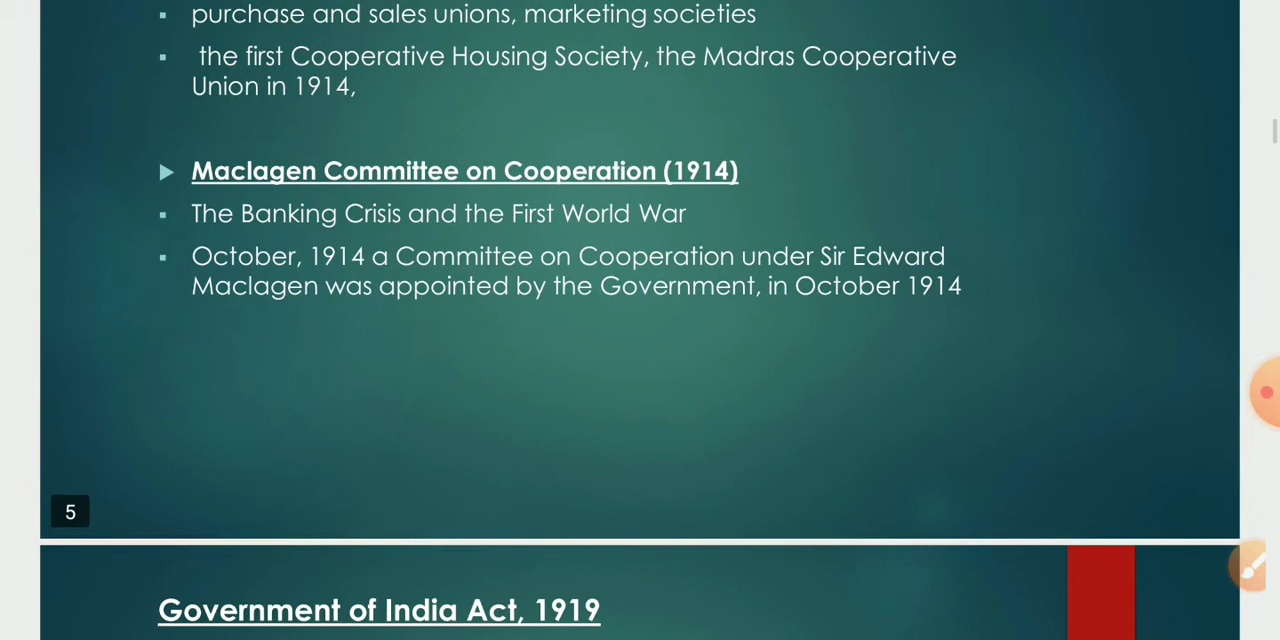 purchase and sales unions, marketing societies
the first Cooperative Housing Society, the Madras Cooperative
Union in 1914,
Maclagen Committee on Cooperation (1914)
The Banking Crisis and the First World War
October, 1914 a Committee on Cooperation under Sir Edward
Maclagen was appointed by the Government, in October 1914
5
Government of India Act, 1919